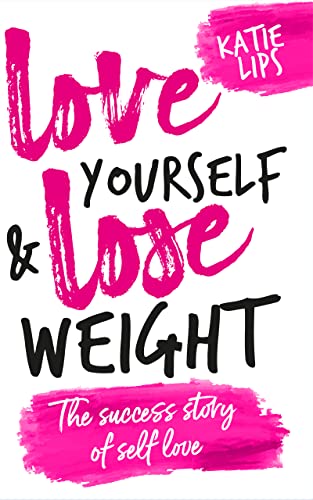 KATIE
LIPS
love
YOURSELF
& lose
WEIGHT
The success story
of self love